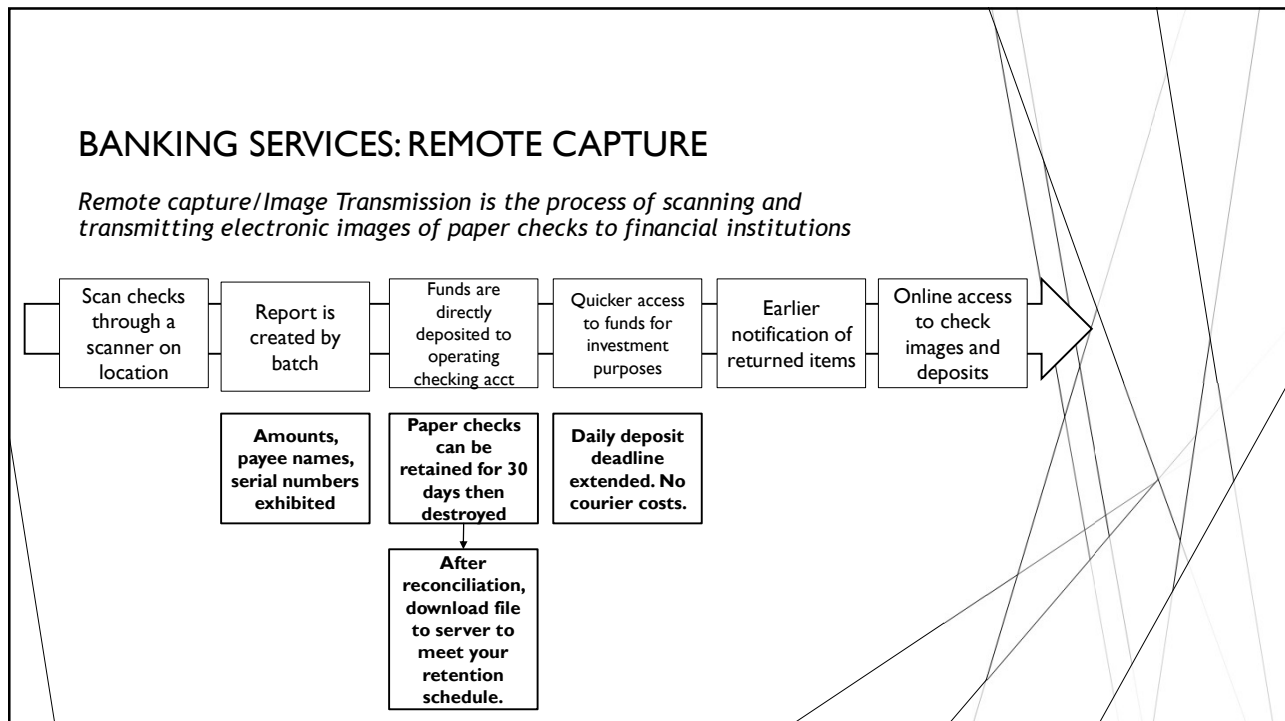 BANKING SERVICES: REMOTE CAPTURE
Remote capture/Image Transmission is the process of scanning and
transmitting electronic images of paper checks to financial institutions
Scan checks
through a
scanner on
location
Report is
created by
batch
Funds are
directly
deposited to
operating
checking acct
Quicker access
to funds for
investment
purposes
Earlier
notification of
returned items
Online access
to check
images and
deposits
Amounts,
payee names,
serial numbers
exhibited
Paper checks
can be
retained for 30
days then
destroyed
Daily deposit
deadline
extended. No
courier costs.
After
reconciliation,
download file
to server to
meet your
retention
schedule.